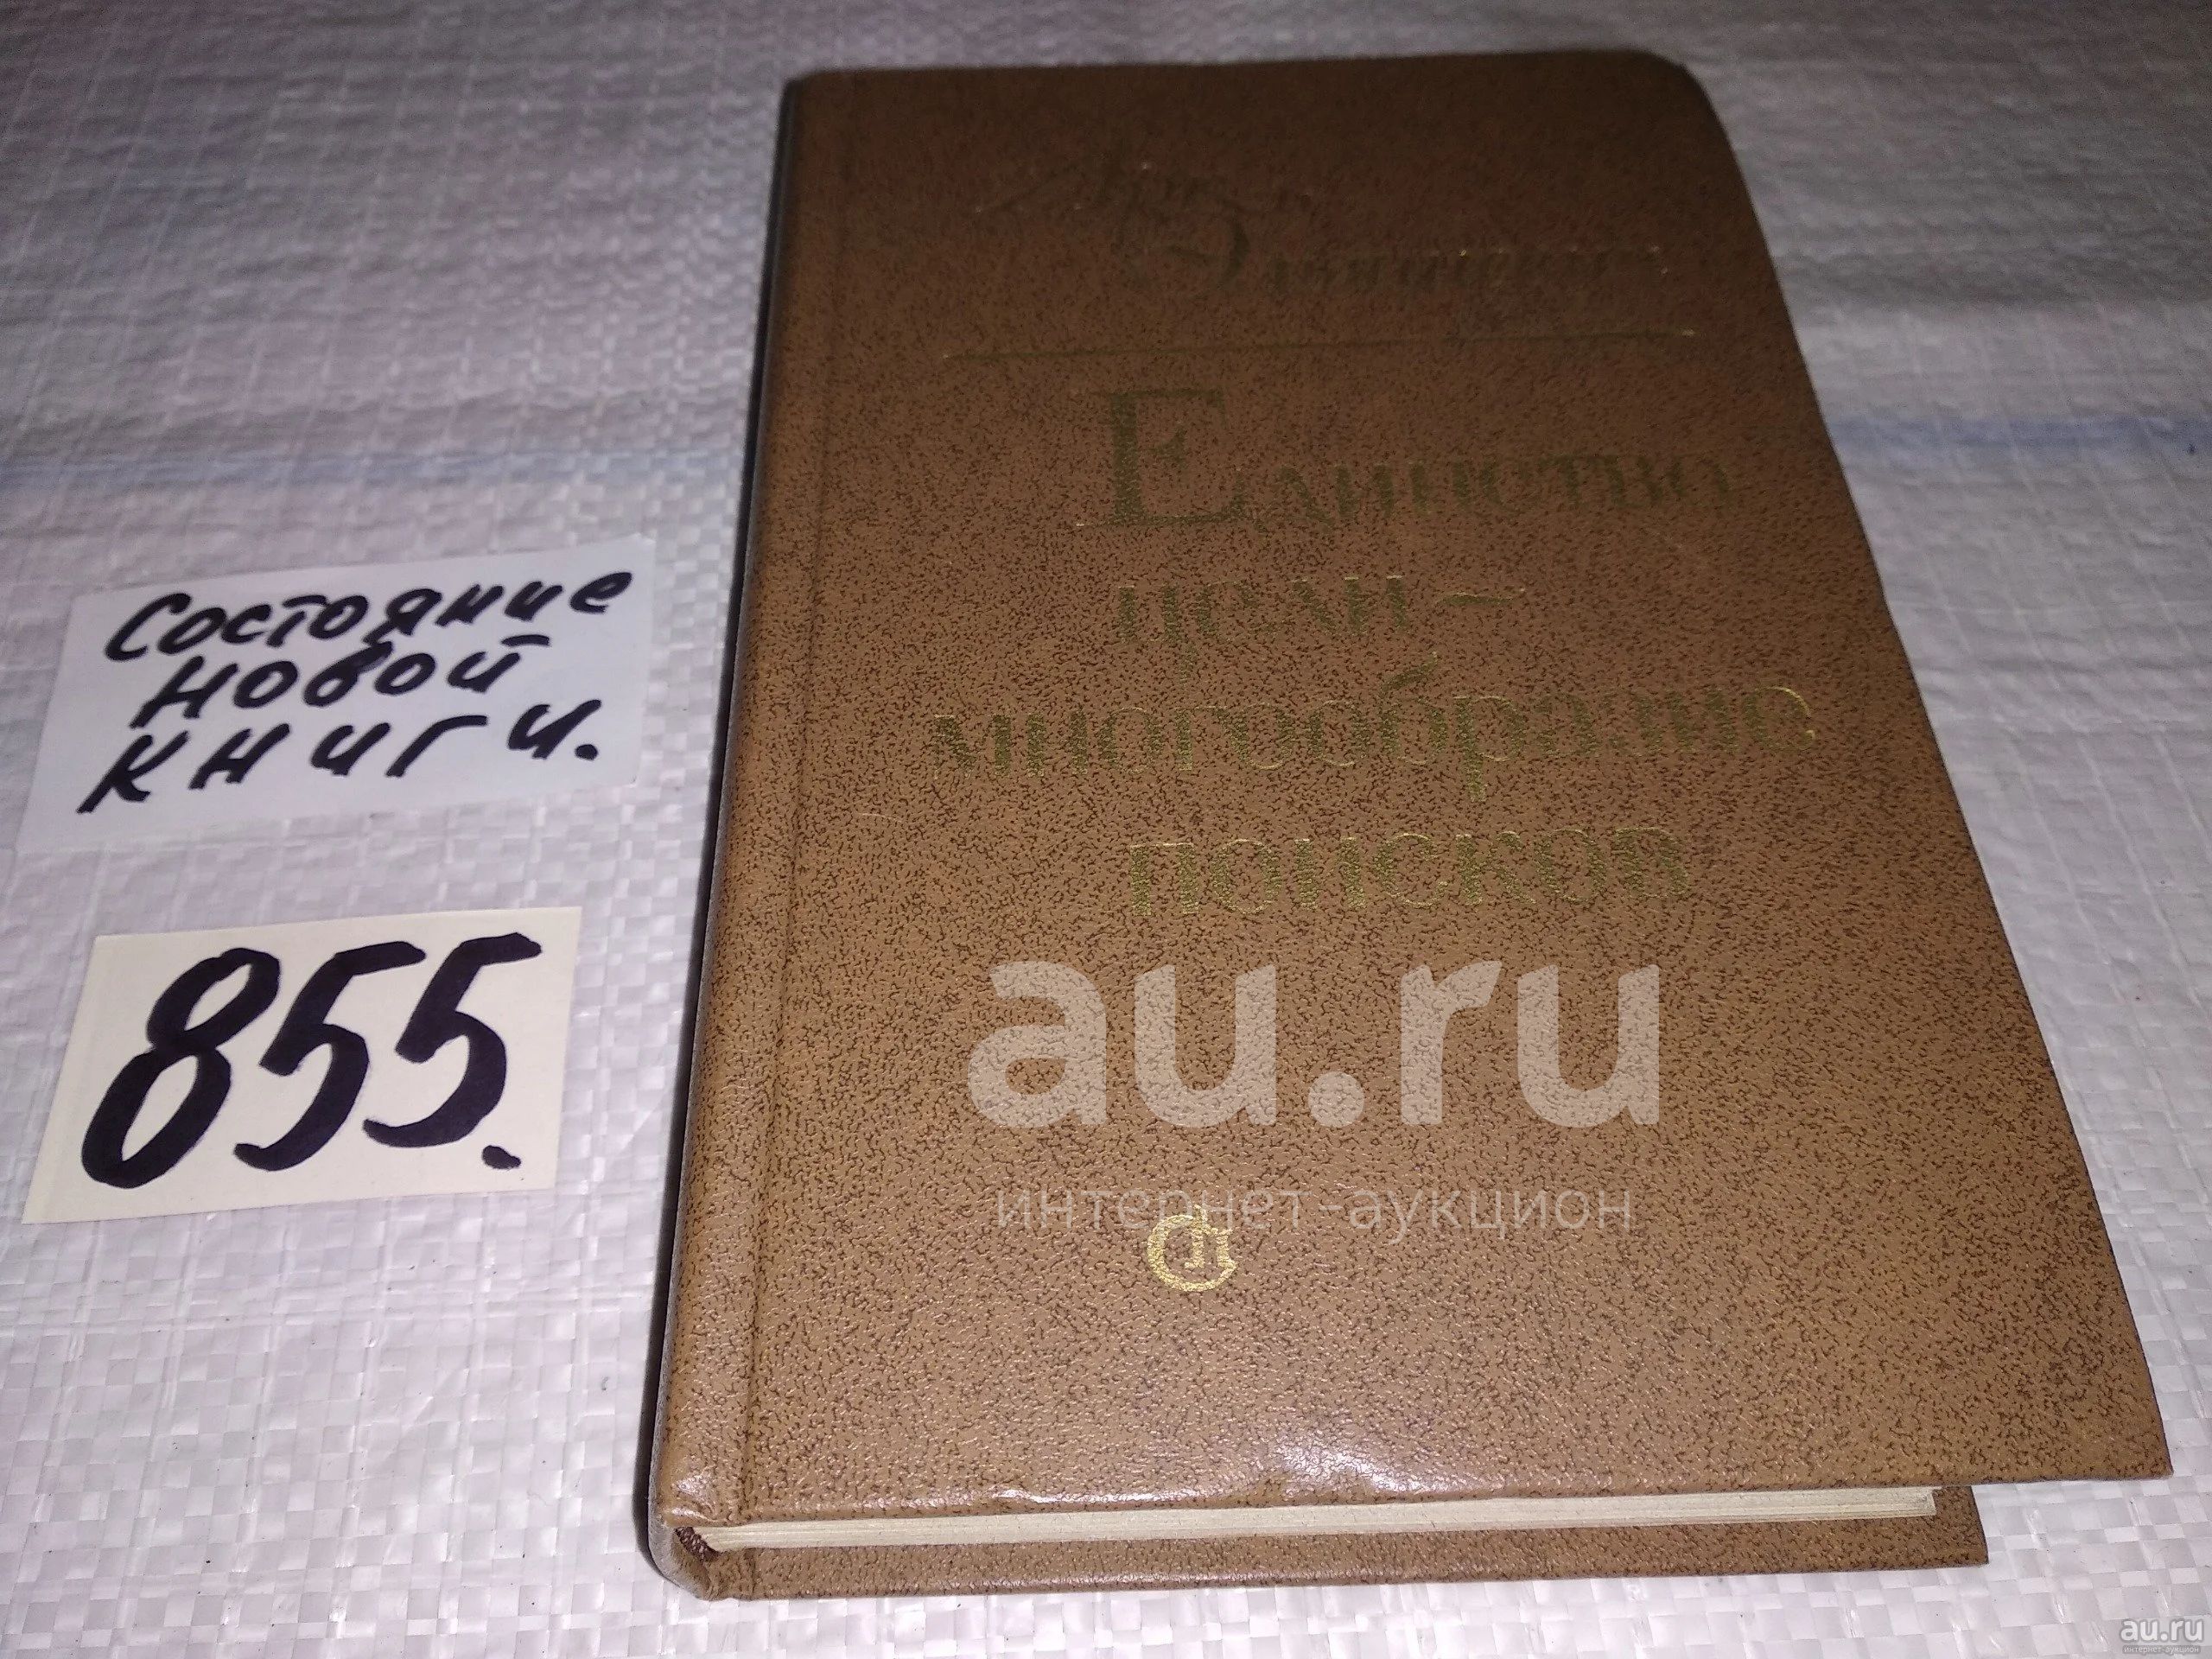 Состояние
новой
книги.
855.
Единство
цели –
многообразие
поисков
au.ru
интернет-аукцион
au.ru
интернет-аукцион